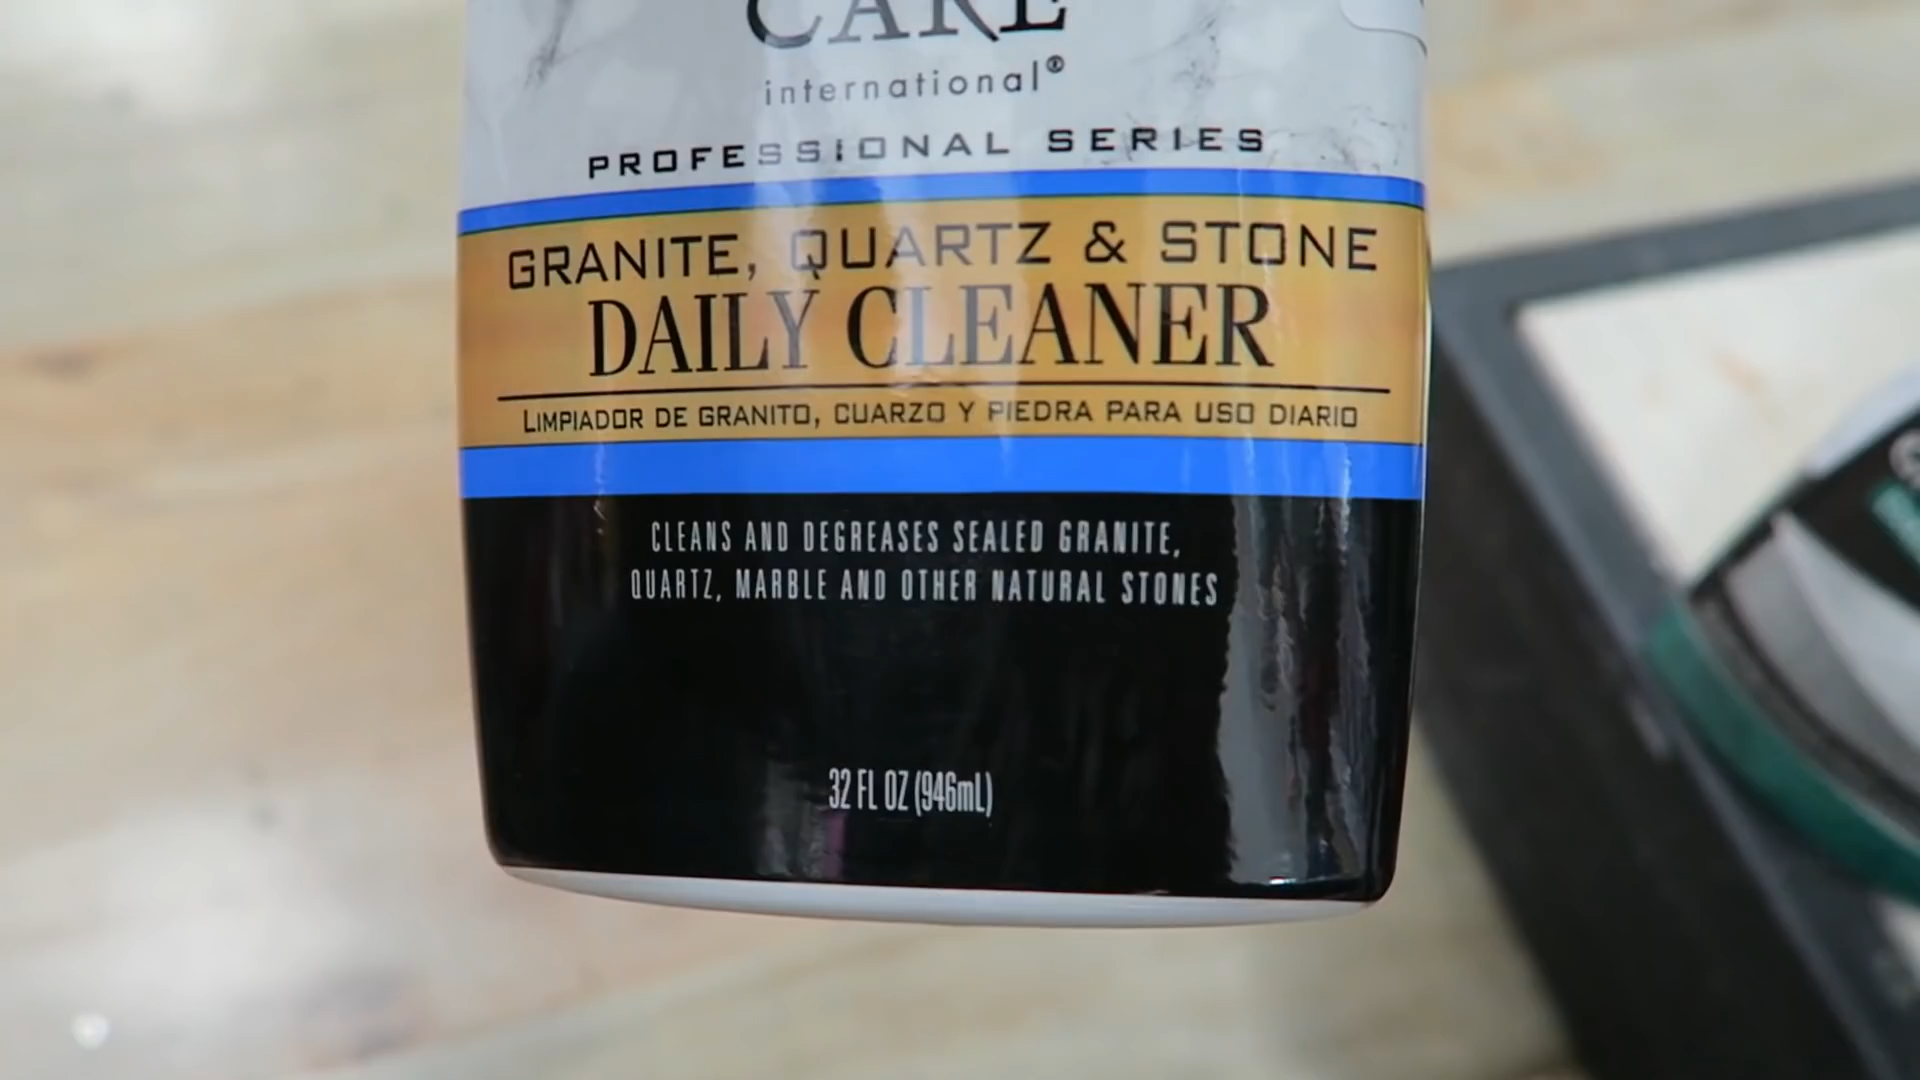 CARE
international®
PROFESSIONAL SERIES
GRANITE, QUARTZ & STONE
DAILY CLEANER
LIMPIADOR DE GRANITO, CUARZO Y PIEDRA PARA USO DIARIO
CLEANS AND DEGREASES SEALED GRANITE,
QUARTZ, MARBLE AND OTHER NATURAL STONES
32 FL OZ (946mL)